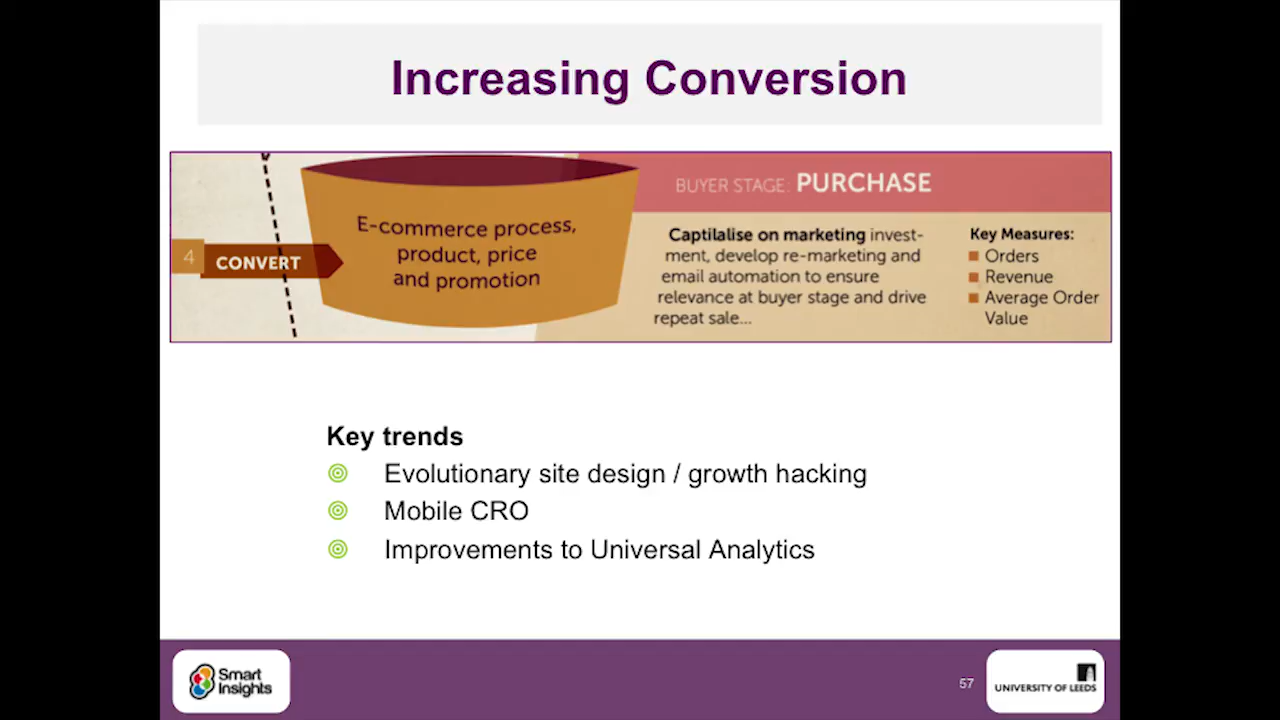 Increasing Conversion
4
CONVERT
E-commerce process,
product, price
and promotion
BUYER STAGE: PURCHASE
Captilalise on marketing invest-
ment, develop re-marketing and
email automation to ensure
relevance at buyer stage and drive
repeat sale...
Key Measures:
Orders
Revenue
Average Order
Value
Key trends
Evolutionary site design / growth hacking
Mobile CRO
Improvements to Universal Analytics
Smart
Insights
57
UNIVERSITY OF LEEDS